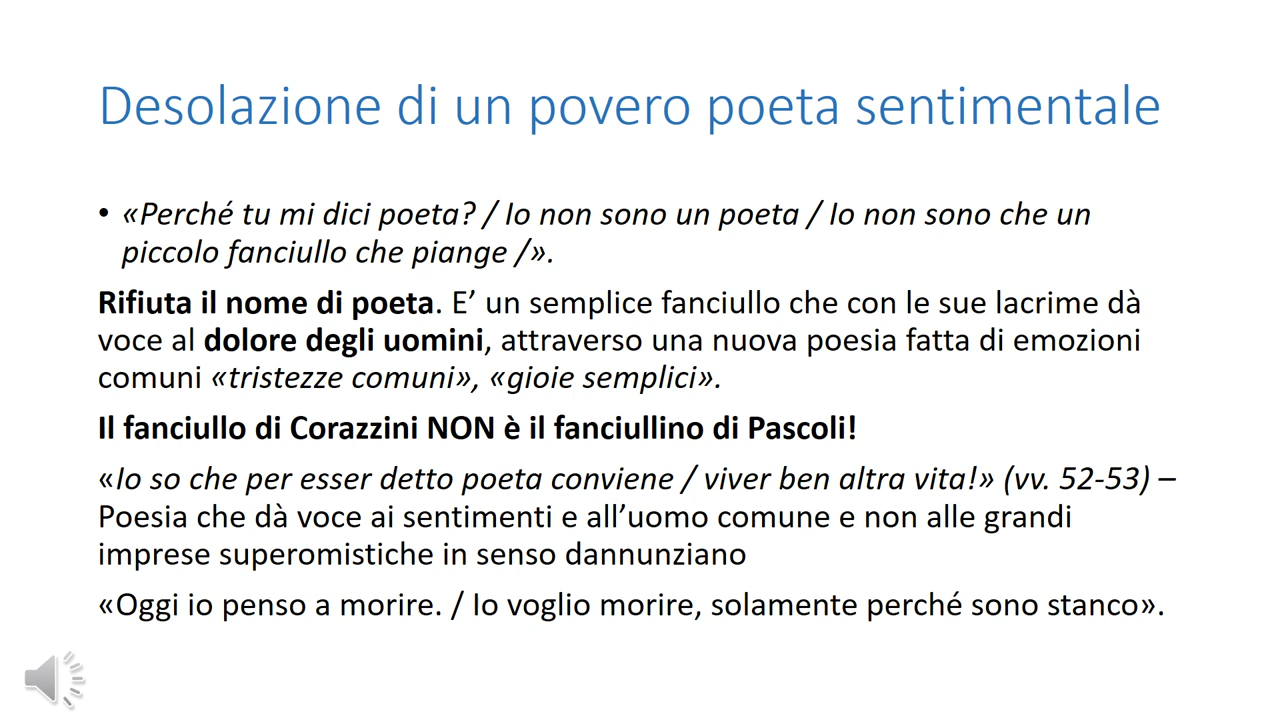 Desolazione di un povero poeta sentimentale
• «Perché tu mi dici poeta? / Io non sono un poeta / Io non sono che un
piccolo fanciullo che piange /».
Rifiuta il nome di poeta. E’ un semplice fanciullo che con le sue lacrime dà
voce al dolore degli uomini, attraverso una nuova poesia fatta di emozioni
comuni «tristezze comuni», «gioie semplici».
Il fanciullo di Corazzini NON è il fanciullino di Pascoli!
«Io so che per esser detto poeta conviene / viver ben altra vita!» (vv. 52-53) –
Poesia che dà voce ai sentimenti e all’uomo comune e non alle grandi
imprese superomistiche in senso dannunziano
«Oggi io penso a morire. / Io voglio morire, solamente perché sono stanco».